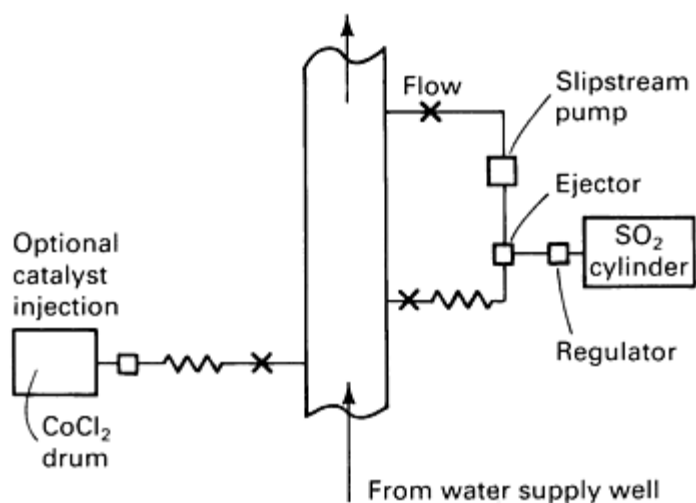 Flow
Slipstream
pump
Ejector
SO₂
cylinder
Regulator
Optional
catalyst
injection
CoCl₂
drum
From water supply well